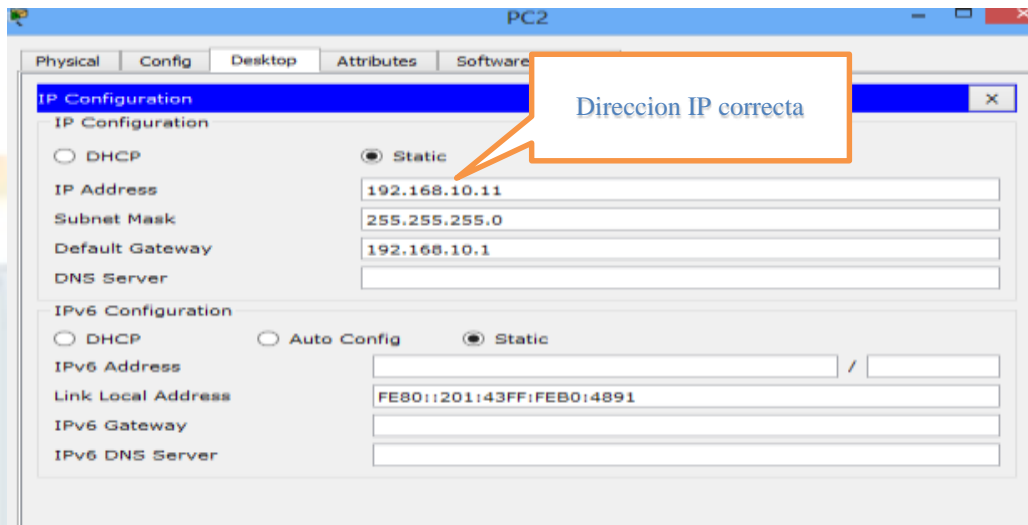 PC2
Physical Config Desktop Attributes Software
Direccion IP correcta
IP Configuration
IP Configuration
DHCP Static
IP Address 192.168.10.11
Subnet Mask 255.255.255.0
Default Gateway 192.168.10.1
DNS Server
IPv6 Configuration
DHCP Auto Config Static
IPv6 Address /
Link Local Address FE80::201:43FF:FEB0:4891
IPv6 Gateway
IPv6 DNS Server